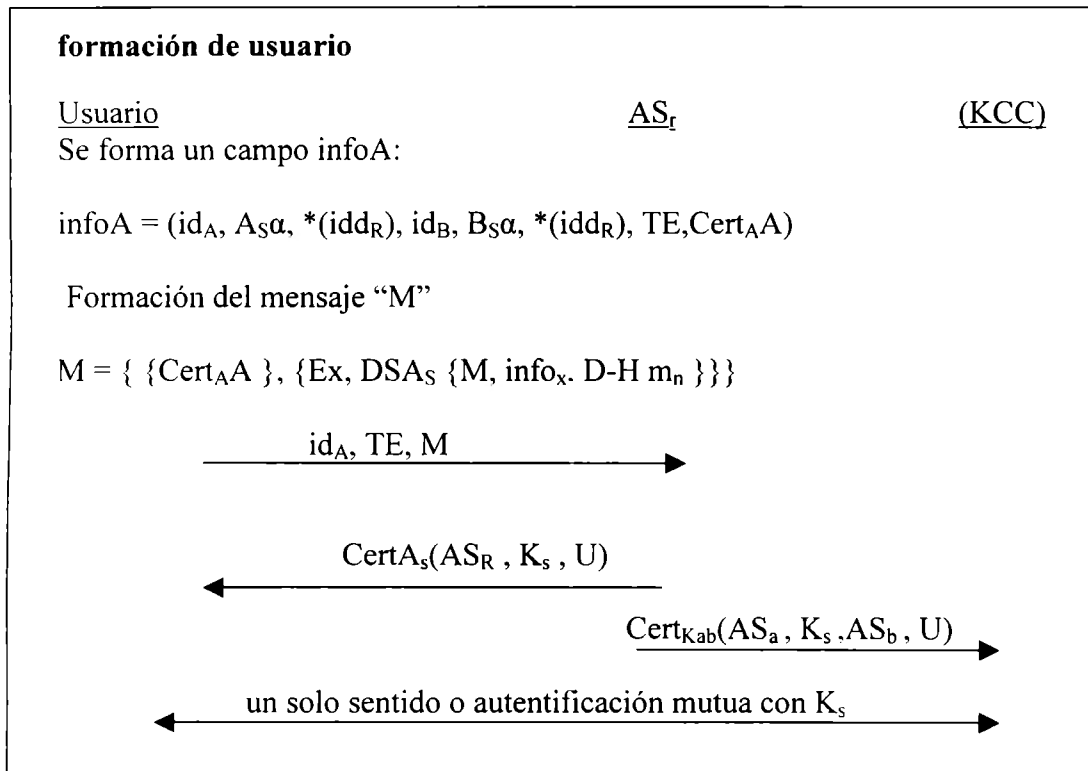 formación de usuario
Usuario ASᵣ (KCC)
Se forma un campo infoA:
infoA = (id_A, A_Sα, *(idd_R), id_B, B_Sα, *(idd_R), TE,Cert_AA)
Formación del mensaje “M”
M = { {Cert_AA }, {Ex, DSA_S {M, info_x. D-H m_n }}}
id_A, TE, M
CertA_s(AS_R , K_s , U)
Cert_Kab(AS_a , K_s ,AS_b , U)
un solo sentido o autentificación mutua con K_s